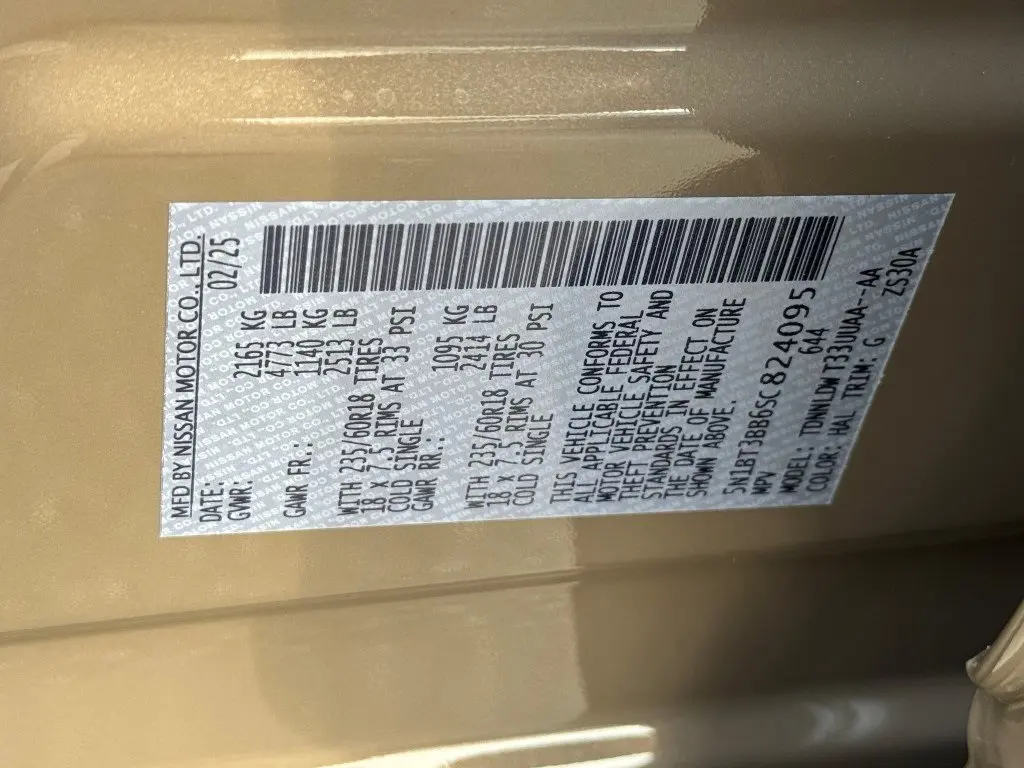 MFD BY NISSAN MOTOR CO., LTD.
DATE: 02/25
GVWR: 2165 KG
4773 LB
GAWR FR.: 1140 KG
2513 LB
WITH 235/60R18 TIRES
18 X 7.5 RIMS AT 33 PSI
COLD SINGLE
GAWR RR.: 1095 KG
2414 LB
WITH 235/60R18 TIRES
18 X 7.5 RIMS AT 30 PSI
COLD SINGLE
THIS VEHICLE CONFORMS TO
ALL APPLICABLE FEDERAL
MOTOR VEHICLE SAFETY AND
THEFT PREVENTION
STANDARDS IN EFFECT ON
THE DATE OF MANUFACTURE
SHOWN ABOVE.
5N1BT3BB6SC824095
MPV 644
MODEL: TDNNLDWT33UUAA--AA
COLOR: HAL TRIM: G ZS30A